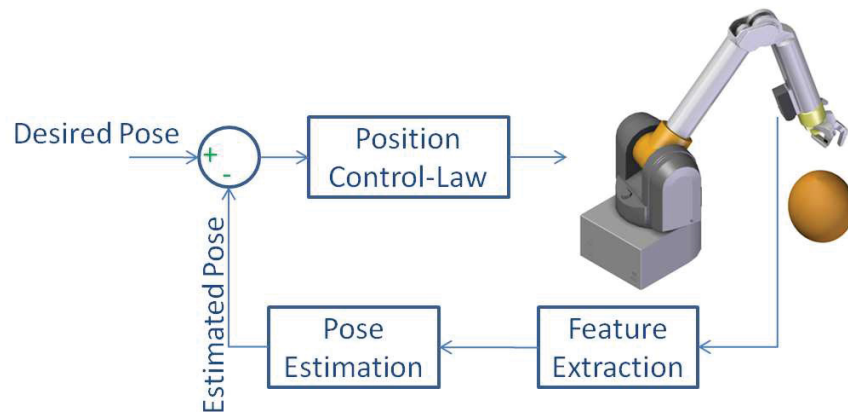 Desired Pose
+
-
Position
Control-Law
Estimated Pose
Pose
Estimation
Feature
Extraction